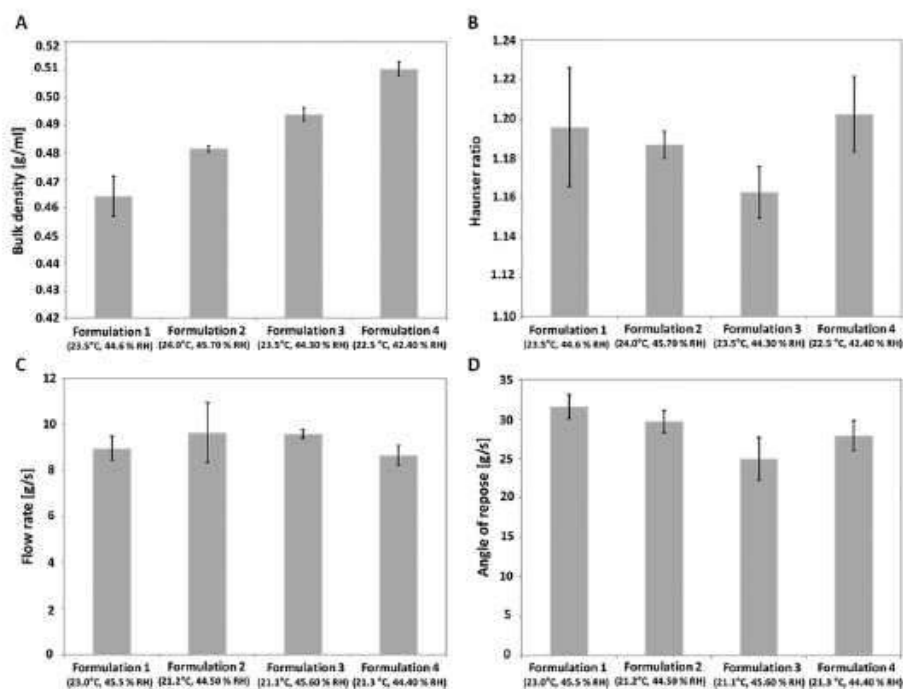 A
Bulk density [g/ml]
0.52
0.51
0.50
0.49
0.48
0.47
0.46
0.45
0.44
0.43
0.42
Formulation 1
(23.5°C, 44.6 % RH)
Formulation 2
(24.0°C, 45.70 % RH)
Formulation 3
(23.5°C, 44.30 % RH)
Formulation 4
(22.5 °C, 42.40 % RH)
B
Haunser ratio
1.24
1.22
1.20
1.18
1.16
1.14
1.12
1.10
Formulation 1
(23.5°C, 44.6 % RH)
Formulation 2
(24.0°C, 45.70 % RH)
Formulation 3
(23.5°C, 44.30 % RH)
Formulation 4
(22.5 °C, 42.40 % RH)
C
Flow rate [g/s]
12
10
8
6
4
2
0
Formulation 1
(23.0°C, 45.5 % RH)
Formulation 2
(21.2°C, 44.50 % RH)
Formulation 3
(21.1°C, 45.60 % RH)
Formulation 4
(21.3 °C, 44.40 % RH)
D
Angle of repose [g/s]
35
30
25
20
15
10
5
0
Formulation 1
(23.0°C, 45.5 % RH)
Formulation 2
(21.2°C, 44.50 % RH)
Formulation 3
(21.1°C, 45.60 % RH)
Formulation 4
(21.3 °C, 44.40 % RH)